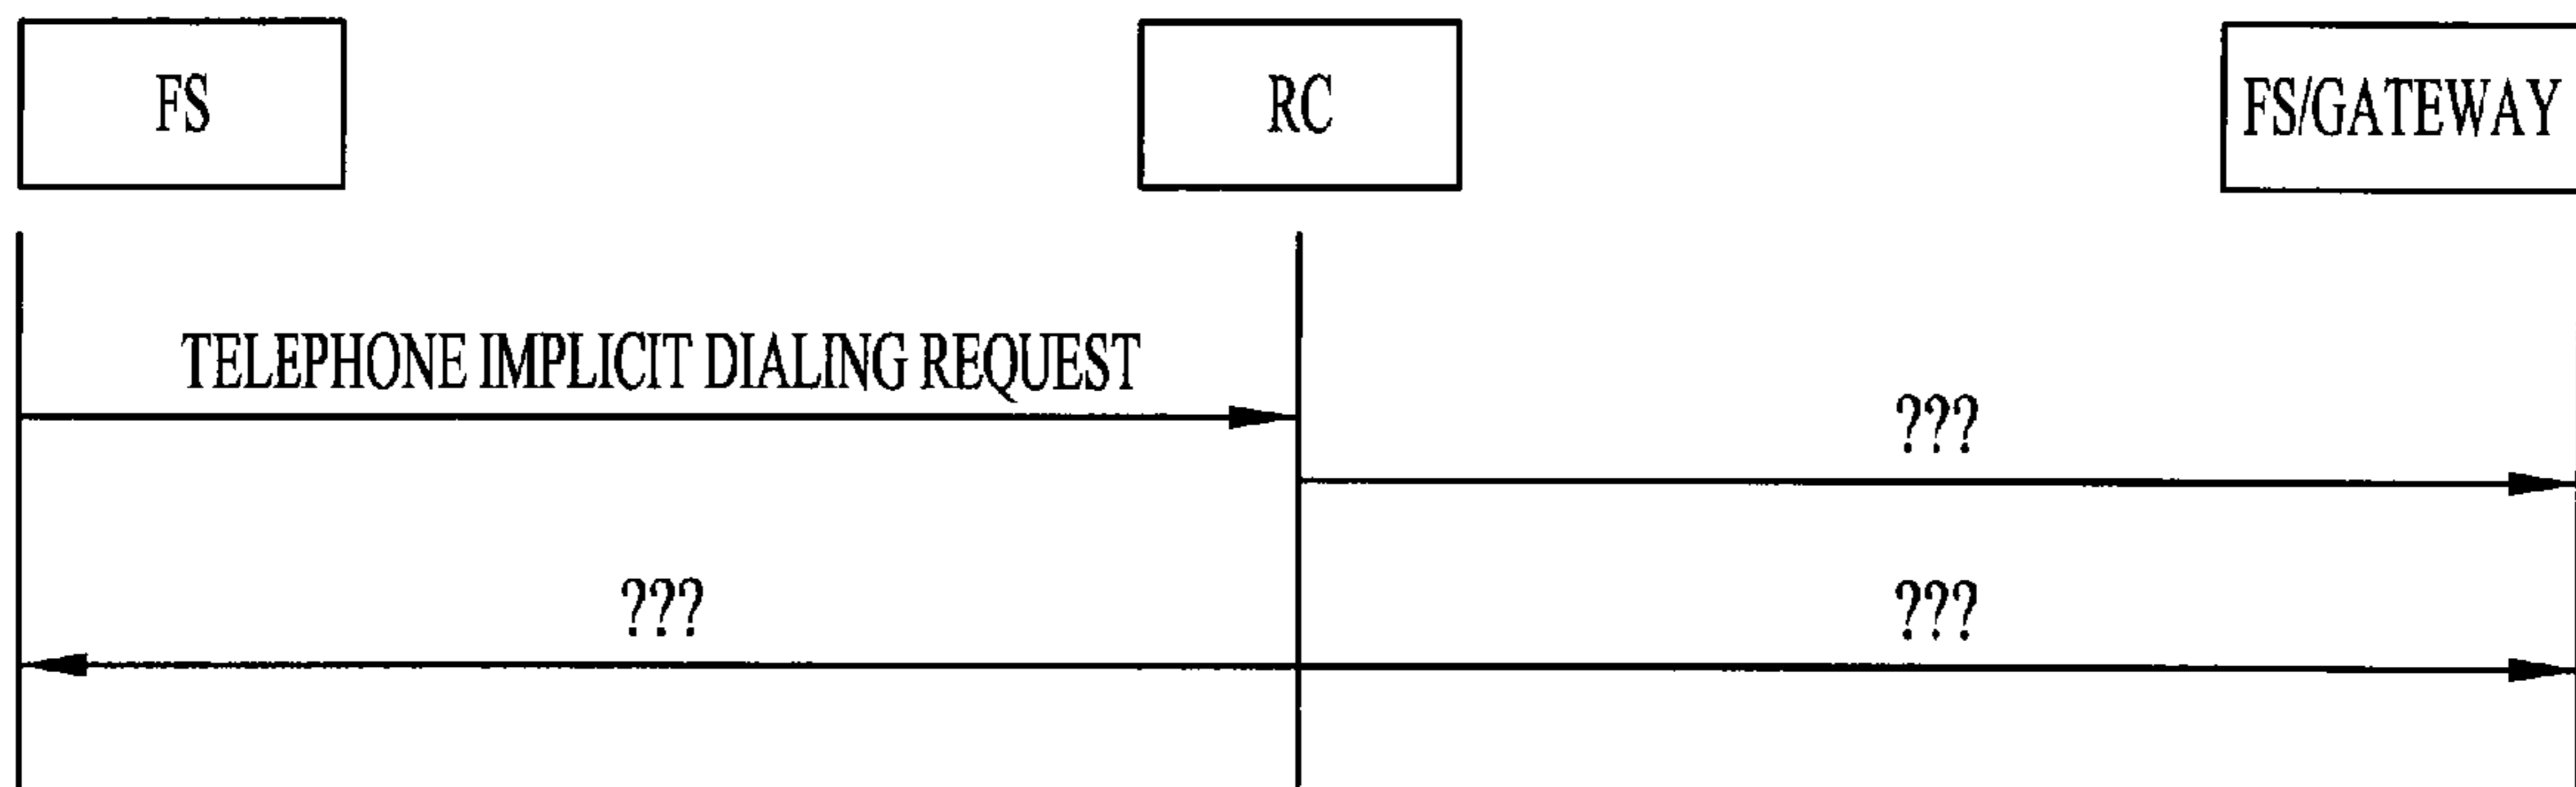 FS
RC
FS/GATEWAY
TELEPHONE IMPLICIT DIALING REQUEST
???
???
???